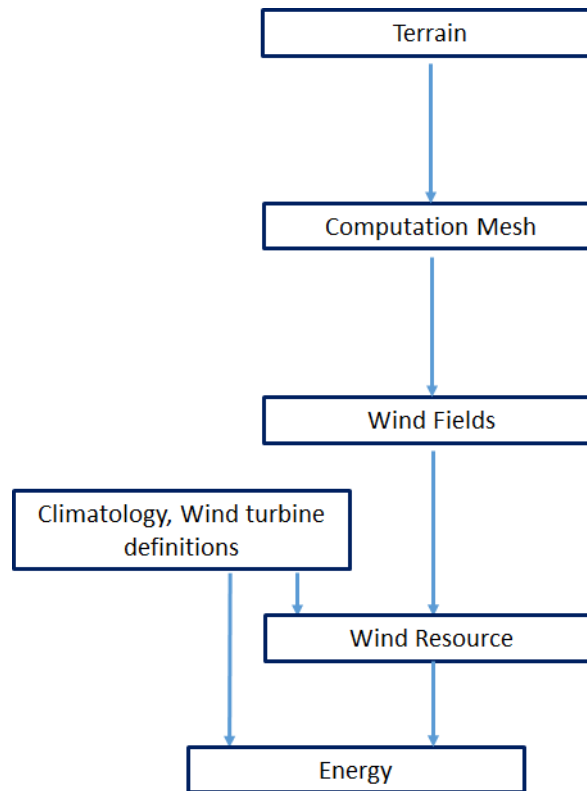 Terrain
Computation Mesh
Wind Fields
Climatology, Wind turbine
definitions
Wind Resource
Energy